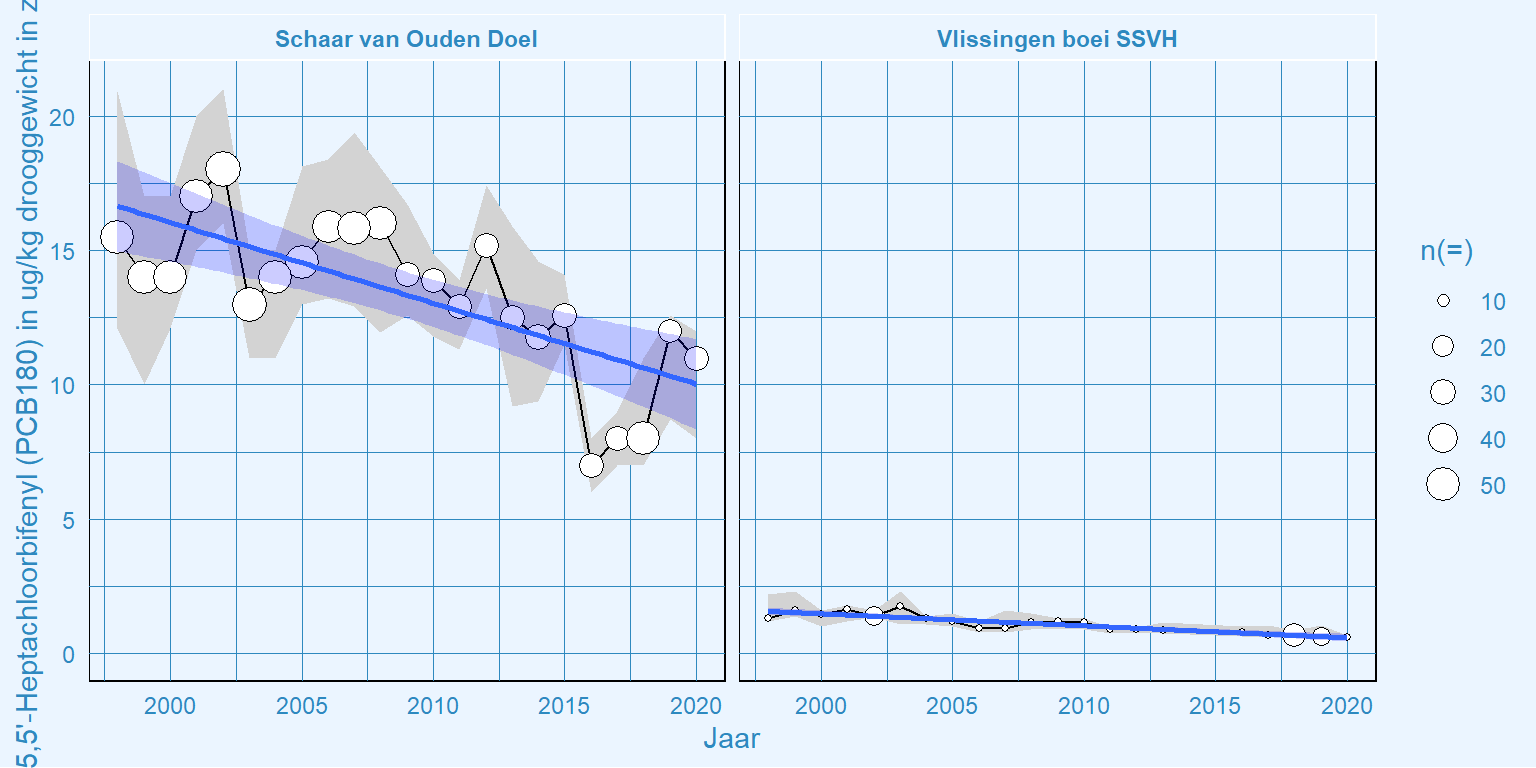 Schaar van Ouden Doel
Vlissingen boei SSVH
5,5'-Heptachloorbifenyl (PCB180) in ug/kg drooggewicht in z
20
15
10
5
0
2000 2005 2010 2015 2020
2000 2005 2010 2015 2020
Jaar
n(=)
10
20
30
40
50